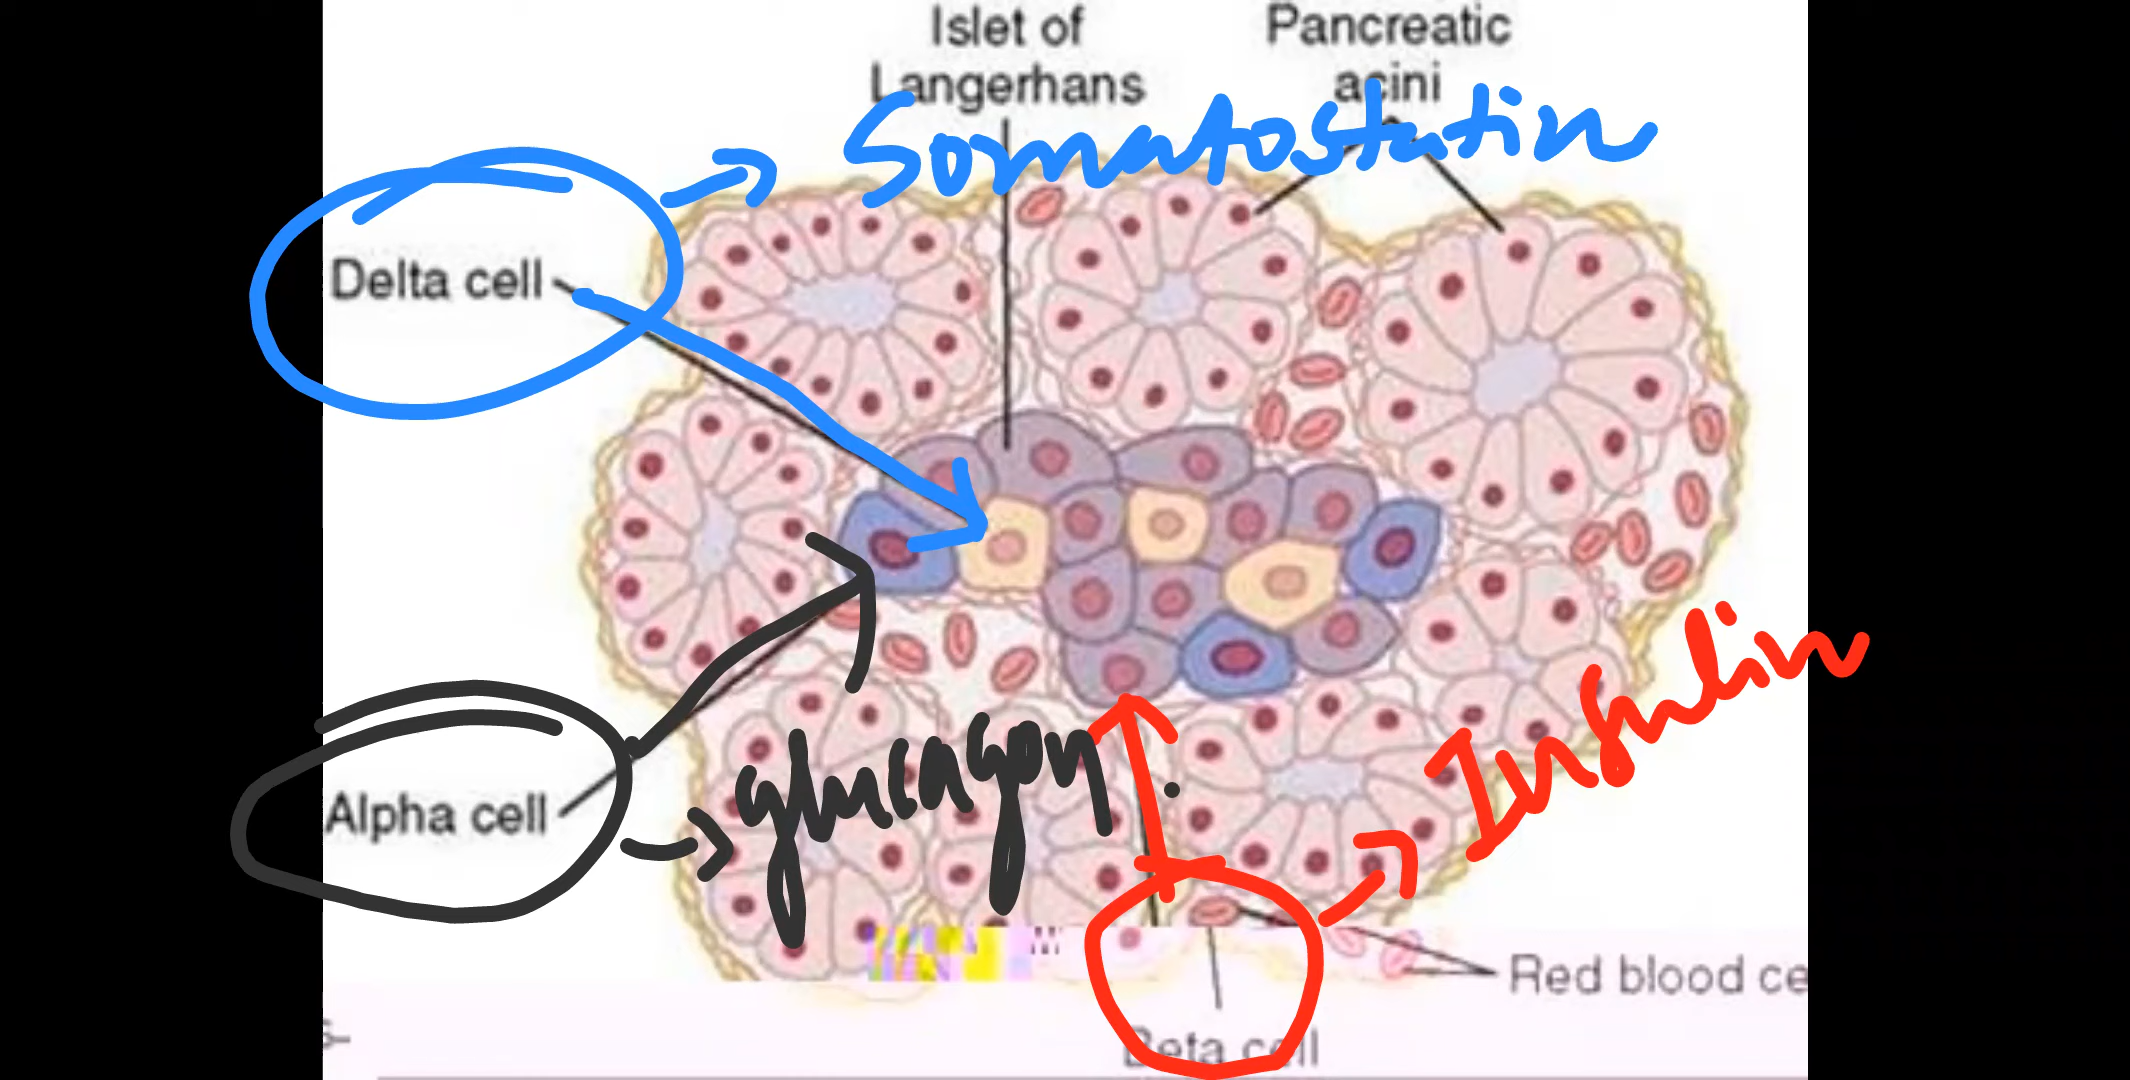 Islet of
Langerhans
Pancreatic
acini
Somatostatin
Delta cell
Insulin
glucagon
Alpha cell
Red blood ce
Beta cell